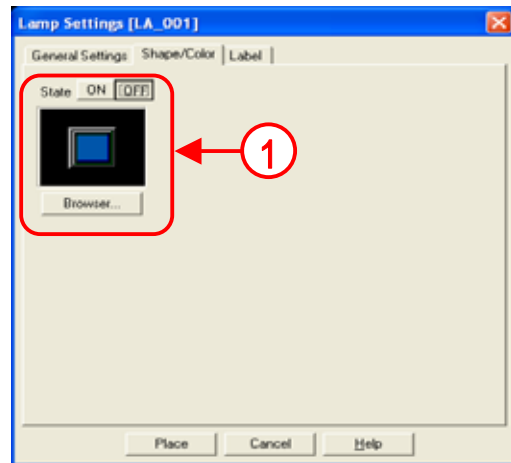 Lamp Settings [LA_001]
General Settings Shape/Color Label
State ON OFF
1
Browser...
Place Cancel Help